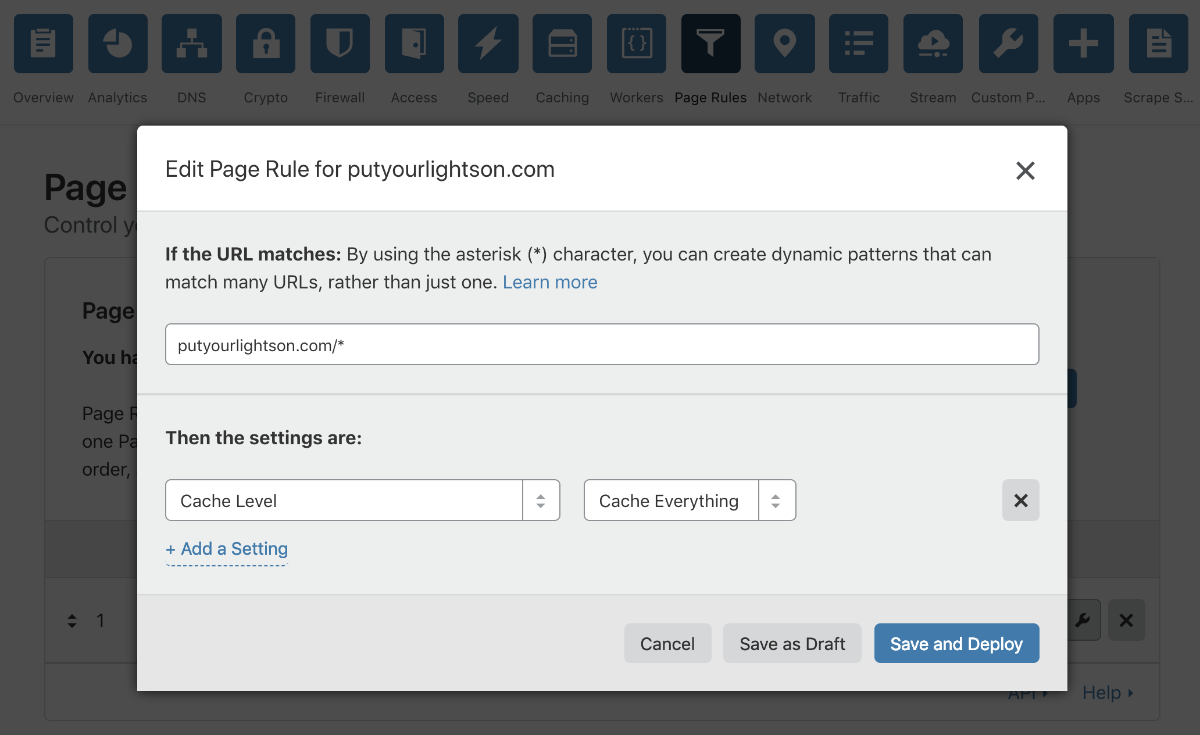 Overview Analytics DNS Crypto Firewall Access Speed Caching Workers Page Rules Network Traffic Stream Custom P... Apps Scrape S...
Page
Control
Edit Page Rule for putyourlightson.com
If the URL matches: By using the asterisk (*) character, you can create dynamic patterns that can
match many URLs, rather than just one. Learn more
putyourlightson.com/*
Page
You
Page
one
order,
Then the settings are:
Cache Level Cache Everything
+ Add a Setting
1
Cancel Save as Draft Save and Deploy
API Help